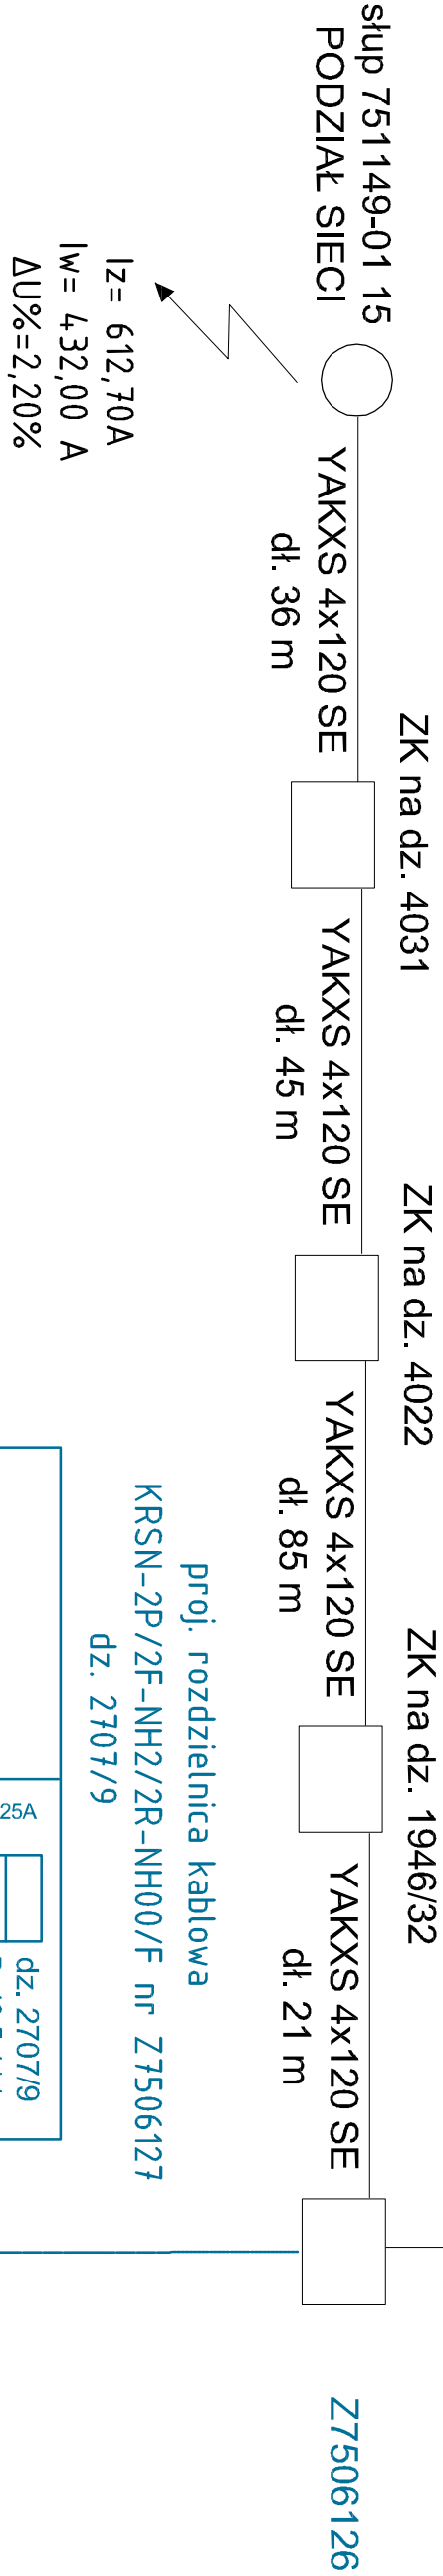 słup 751149-01 15
PODZIAŁ SIECI
Iz= 612,70A
Iw= 432,00 A
ΔU%=2,20%
YAKXS 4x120 SE
dł. 36 m
ZK na dz. 4031
YAKXS 4x120 SE
dł. 45 m
ZK na dz. 4022
YAKXS 4x120 SE
dł. 85 m
ZK na dz. 1946/32
YAKXS 4x120 SE
dł. 21 m
Z7506126
proj. rozdzielnica kablowa
KRSN-2P/2F-NH2/2R-NH00/F nr Z7506127
dz. 2707/9
25A
dz. 2707/9